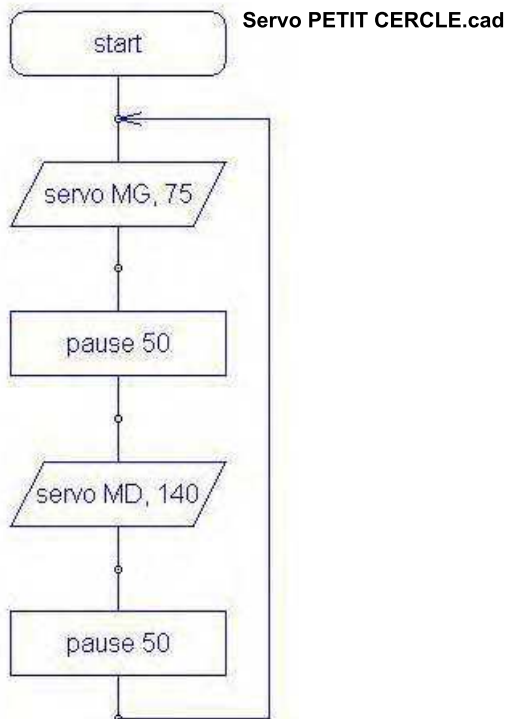 Servo PETIT CERCLE.cad
start
servo MG, 75
pause 50
servo MD, 140
pause 50